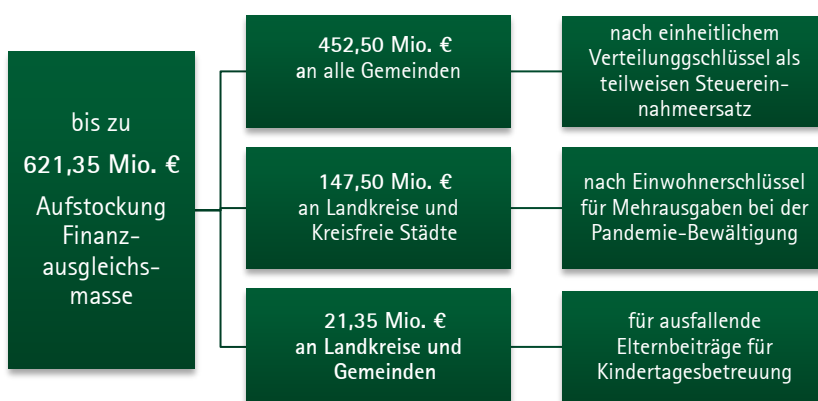 bis zu
621,35 Mio. €
Aufstockung
Finanz-
ausgleichs-
masse
452,50 Mio. €
an alle Gemeinden
nach einheitlichem
Verteilunggschlüssel als
teilweisen Steuerein-
nahmeersatz
147,50 Mio. €
an Landkreise und
Kreisfreie Städte
nach Einwohnerschlüssel
für Mehrausgaben bei der
Pandemie-Bewältigung
21,35 Mio. €
an Landkreise und
Gemeinden
für ausfallende
Elternbeiträge für
Kindertagesbetreuung